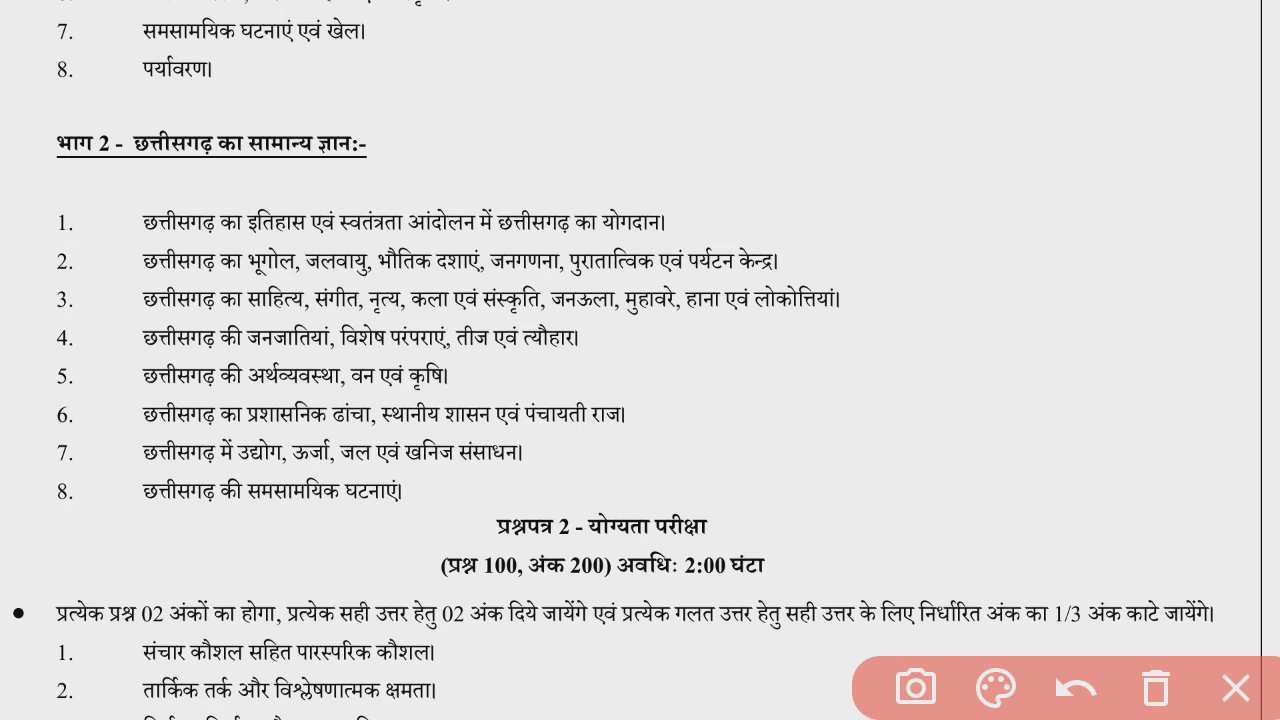 7. समसामयिक घटनाएं एवं खेल।
8. पर्यावरण।
भाग 2 - छत्तीसगढ़ का सामान्य ज्ञान:-
1. छत्तीसगढ़ का इतिहास एवं स्वतंत्रता आंदोलन में छत्तीसगढ़ का योगदान।
2. छत्तीसगढ़ का भूगोल, जलवायु, भौतिक दशाएं, जनगणना, पुरातात्विक एवं पर्यटन केन्द्र।
3. छत्तीसगढ़ का साहित्य, संगीत, नृत्य, कला एवं संस्कृति, जनऊला, मुहावरे, हाना एवं लोकोत्तियां।
4. छत्तीसगढ़ की जनजातियां, विशेष परंपराएं, तीज एवं त्यौहार।
5. छत्तीसगढ़ की अर्थव्यवस्था, वन एवं कृषि।
6. छत्तीसगढ़ का प्रशासनिक ढांचा, स्थानीय शासन एवं पंचायती राज।
7. छत्तीसगढ़ में उद्योग, ऊर्जा, जल एवं खनिज संसाधन।
8. छत्तीसगढ़ की समसामयिक घटनाएं।
प्रश्नपत्र 2 - योग्यता परीक्षा
(प्रश्न 100, अंक 200) अवधिः 2:00 घंटा
● प्रत्येक प्रश्न 02 अंकों का होगा, प्रत्येक सही उत्तर हेतु 02 अंक दिये जायेंगे एवं प्रत्येक गलत उत्तर हेतु सही उत्तर के लिए निर्धारित अंक का 1/3 अंक काटे जायेंगे।
1. संचार कौशल सहित पारस्परिक कौशल।
2. तार्किक तर्क और विश्लेषणात्मक क्षमता।